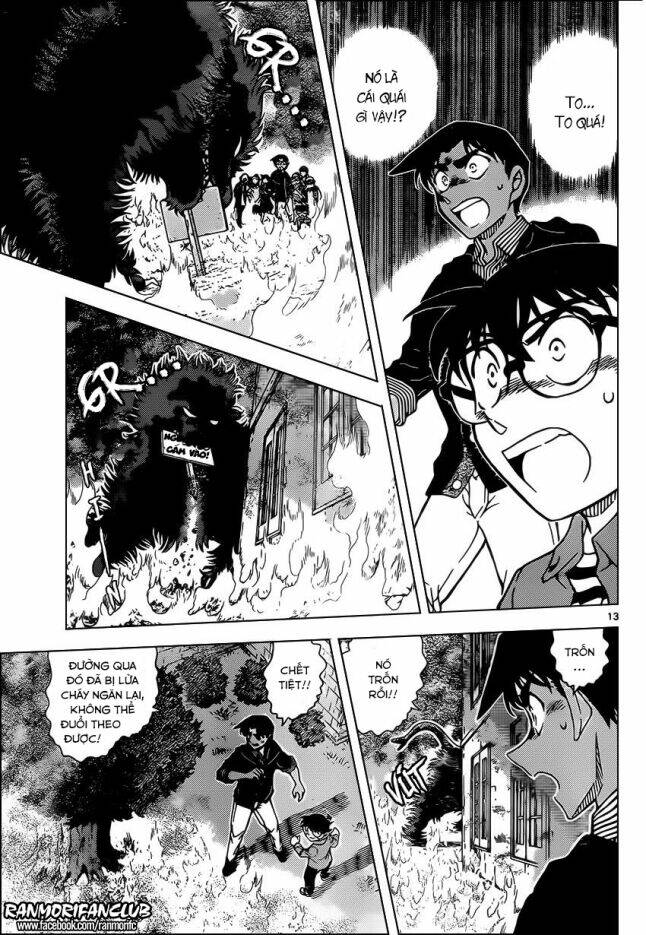 TO...
TO QUÁ!
NÓ LÀ
CÁI QUÁI
GÌ VẬY!?
GR...
GR...
CẤM VÀO!
13
TRỐN
...
NÓ
TRỐN
RỒI!!
VÚT
CHẾT
TIỆT!
ĐƯỜNG QUA
ĐÓ ĐÃ BỊ LỬA
CHÁY NGĂN LẠI,
KHÔNG THỂ
ĐUỔI THEO
ĐƯỢC!
RANMORIFANCLUB
www.facebook.com/ranmorifc